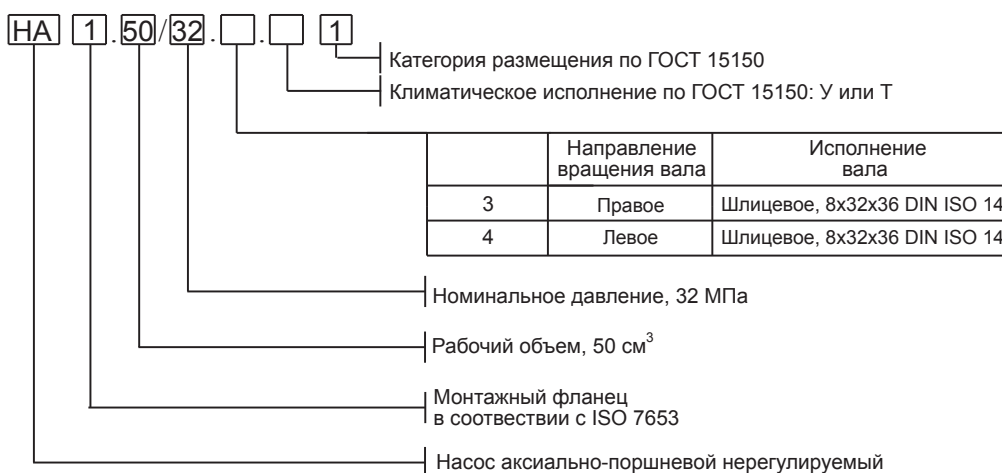 НА 1.50/32. . 1
Категория размещения по ГОСТ 15150
Климатическое исполнение по ГОСТ 15150: У или Т
Направление вращения вала
Исполнение вала
3 Правое Шлицевое, 8х32х36 DIN ISO 14
4 Левое Шлицевое, 8х32х36 DIN ISO 14
Номинальное давление, 32 МПа
Рабочий объем, 50 см³
Монтажный фланец
в соотвествии с ISO 7653
Насос аксиально-поршневой нерегулируемый